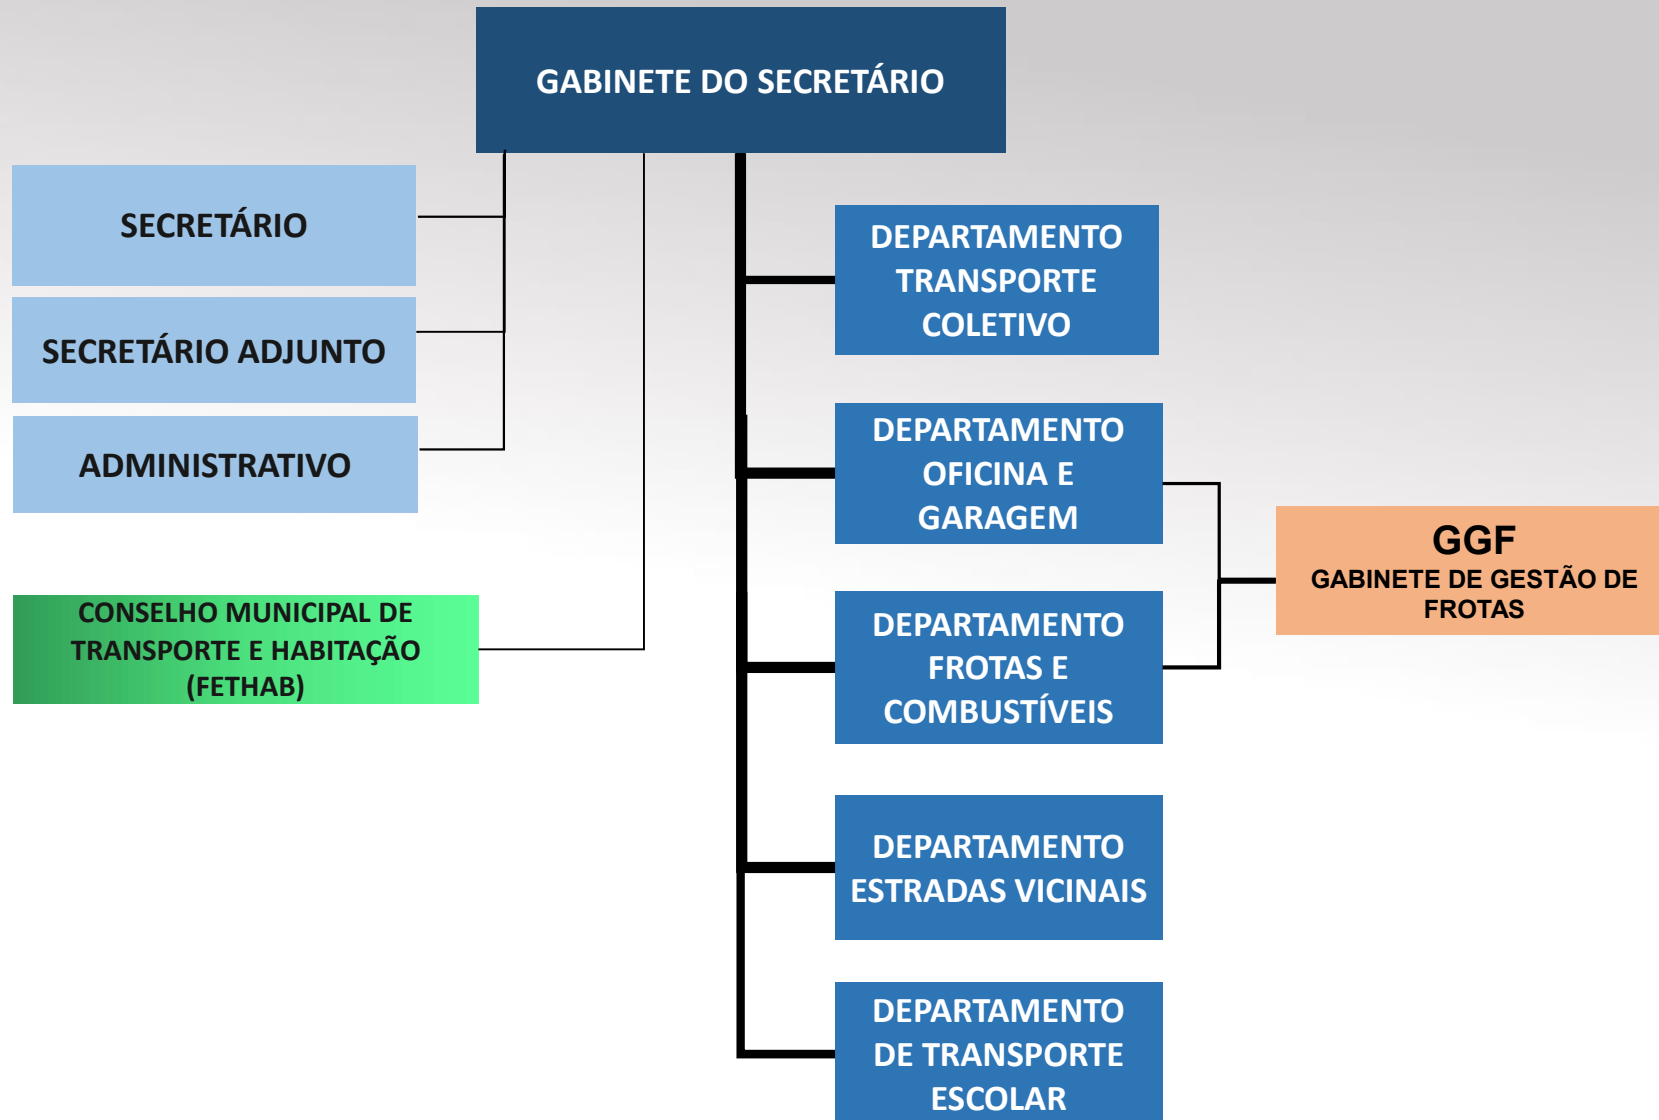 GABINETE DO SECRETÁRIO
SECRETÁRIO
SECRETÁRIO ADJUNTO
ADMINISTRATIVO
CONSELHO MUNICIPAL DE
TRANSPORTE E HABITAÇÃO
(FETHAB)
DEPARTAMENTO
TRANSPORTE
COLETIVO
DEPARTAMENTO
OFICINA E
GARAGEM
DEPARTAMENTO
FROTAS E
COMBUSTÍVEIS
DEPARTAMENTO
ESTRADAS VICINAIS
DEPARTAMENTO
DE TRANSPORTE
ESCOLAR
GGF
GABINETE DE GESTÃO DE
FROTAS